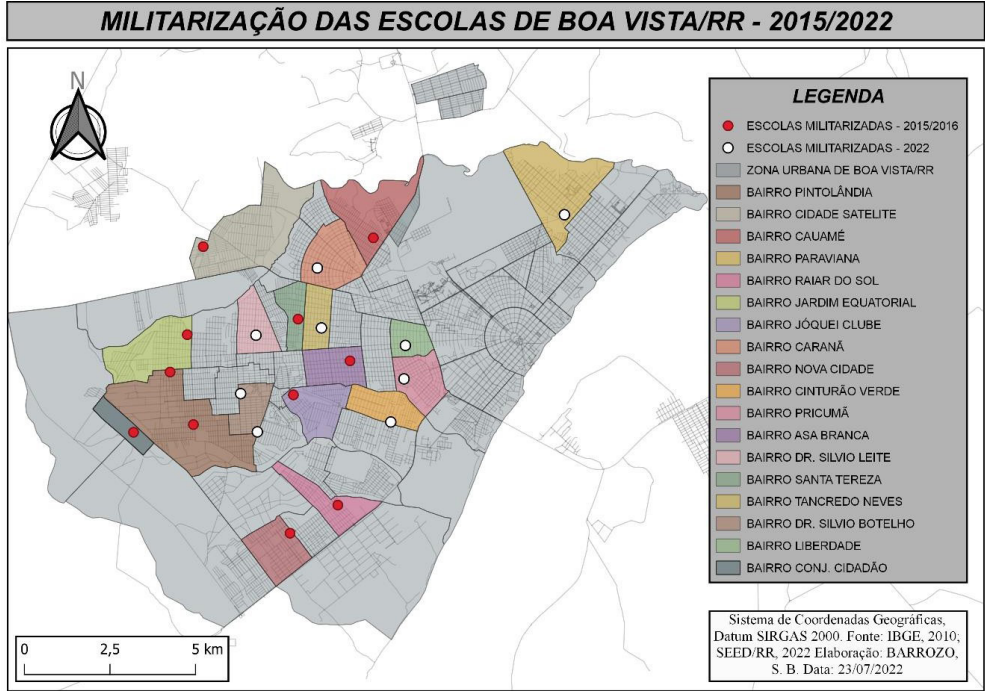 MILITARIZAÇÃO DAS ESCOLAS DE BOA VISTA/RR - 2015/2022
N
LEGENDA
ESCOLAS MILITARIZADAS - 2015/2016
ESCOLAS MILITARIZADAS - 2022
ZONA URBANA DE BOA VISTA/RR
BAIRRO PINTOLÂNDIA
BAIRRO CIDADE SATELITE
BAIRRO CAUAMÉ
BAIRRO PARAVIANA
BAIRRO RAIAR DO SOL
BAIRRO JARDIM EQUATORIAL
BAIRRO JÓQUEI CLUBE
BAIRRO CARANÃ
BAIRRO NOVA CIDADE
BAIRRO CINTURÃO VERDE
BAIRRO PRICUMÃ
BAIRRO ASA BRANCA
BAIRRO DR. SILVIO LEITE
BAIRRO SANTA TEREZA
BAIRRO TANCREDO NEVES
BAIRRO DR. SILVIO BOTELHO
BAIRRO LIBERDADE
BAIRRO CONJ. CIDADÃO
0 2,5 5 km
Sistema de Coordenadas Geográficas,
Datum SIRGAS 2000. Fonte: IBGE, 2010;
SEED/RR, 2022 Elaboração: BARROZO,
S. B. Data: 23/07/2022